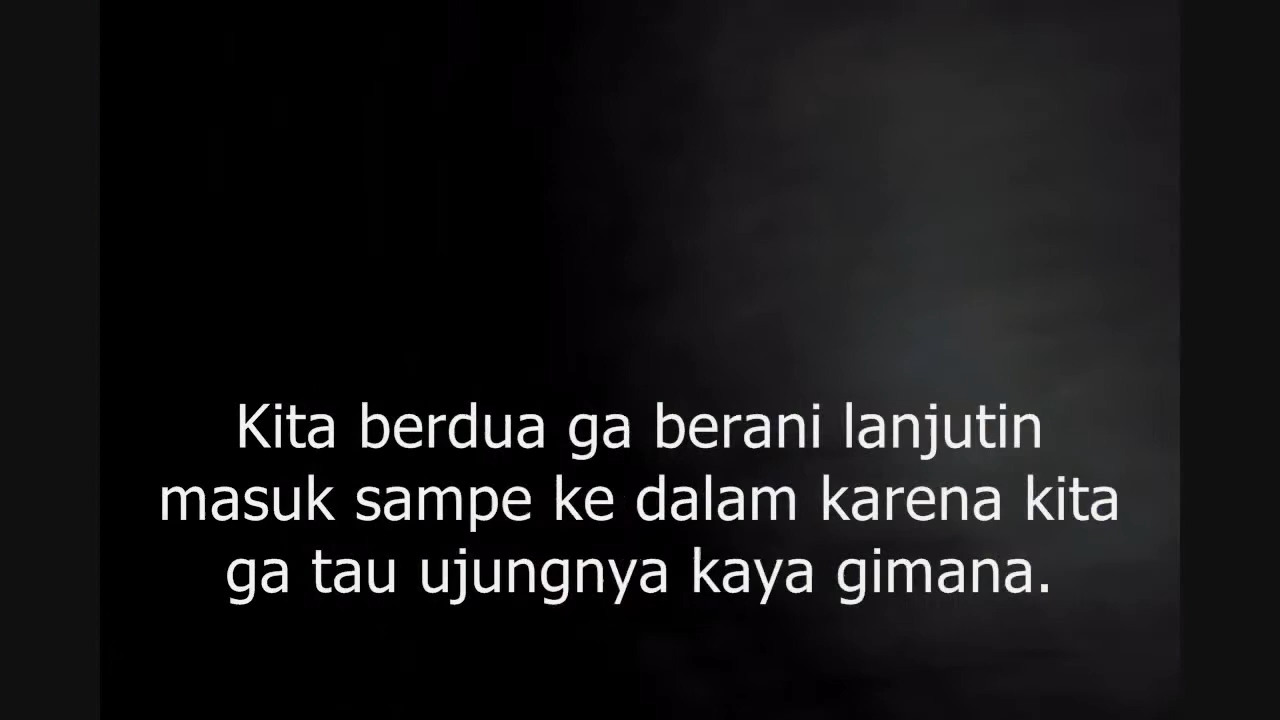 Kita berdua ga berani lanjutin
masuk sampe ke dalam karena kita
ga tau ujungnya kaya gimana.